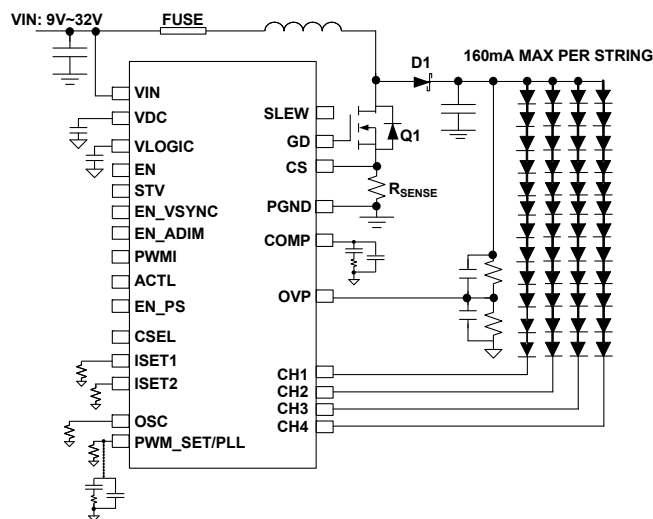 VIN: 9V~32V
FUSE
D1
160mA MAX PER STRING
VIN
VDC
VLOGIC
EN
STV
EN_VSYNC
EN_ADIM
PWMI
ACTL
EN_PS
CSEL
ISET1
ISET2
OSC
PWM_SET/PLL
SLEW
GD
Q1
CS
RSENSE
PGND
COMP
OVP
CH1
CH2
CH3
CH4